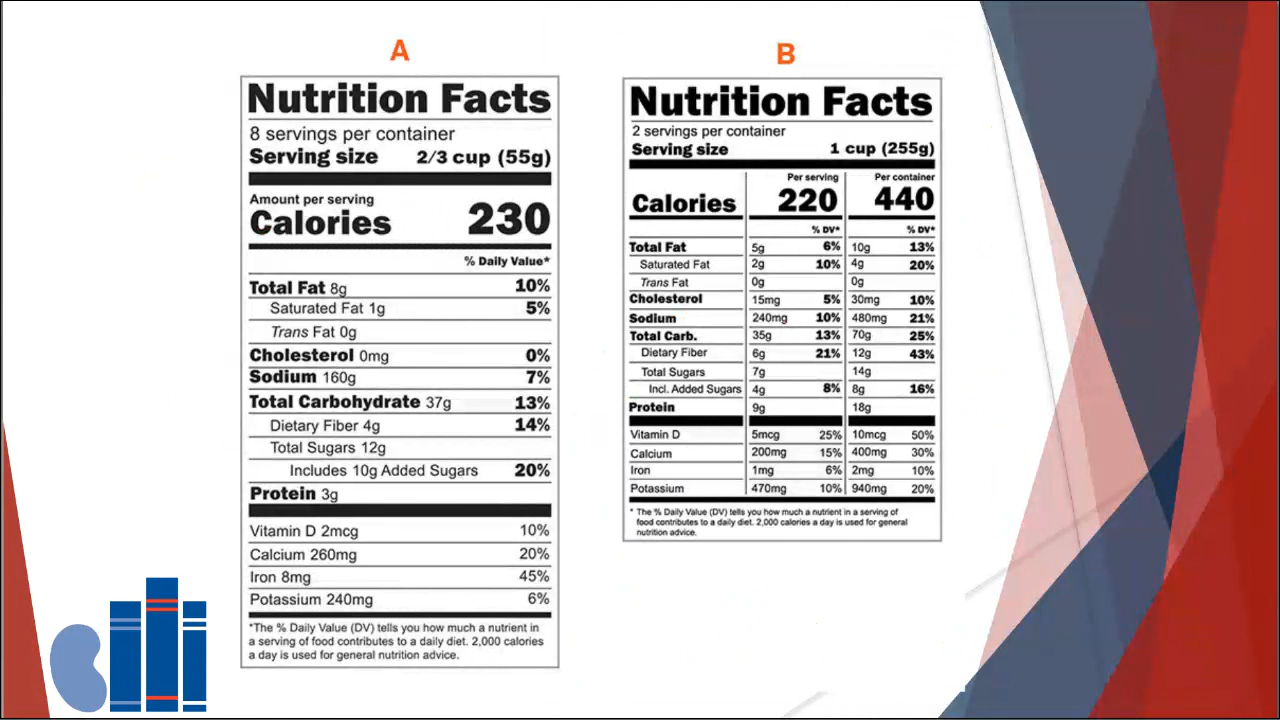 A
Nutrition Facts
8 servings per container
Serving size 2/3 cup (55g)
Amount per serving
Calories 230
% Daily Value*
Total Fat 8g 10%
Saturated Fat 1g 5%
Trans Fat 0g
Cholesterol 0mg 0%
Sodium 160g 7%
Total Carbohydrate 37g 13%
Dietary Fiber 4g 14%
Total Sugars 12g
Includes 10g Added Sugars 20%
Protein 3g
Vitamin D 2mcg 10%
Calcium 260mg 20%
Iron 8mg 45%
Potassium 240mg 6%
*The % Daily Value (DV) tells you how much a nutrient in
a serving of food contributes to a daily diet. 2,000 calories
a day is used for general nutrition advice.
B
Nutrition Facts
2 servings per container
Serving size 1 cup (255g)
Per serving Per container
Calories 220 440
% DV* % DV*
Total Fat 5g 6% 10g 13%
Saturated Fat 2g 10% 4g 20%
Trans Fat 0g 0g
Cholesterol 15mg 5% 30mg 10%
Sodium 240mg 10% 480mg 21%
Total Carb. 35g 13% 70g 25%
Dietary Fiber 6g 21% 12g 43%
Total Sugars 7g 14g
Incl. Added Sugars 4g 8% 8g 16%
Protein 9g 18g
Vitamin D 5mcg 25% 10mcg 50%
Calcium 200mg 15% 400mg 30%
Iron 1mg 6% 2mg 10%
Potassium 470mg 10% 940mg 20%
* The % Daily Value (DV) tells you how much a nutrient in a serving of
food contributes to a daily diet. 2,000 calories a day is used for general
nutrition advice.